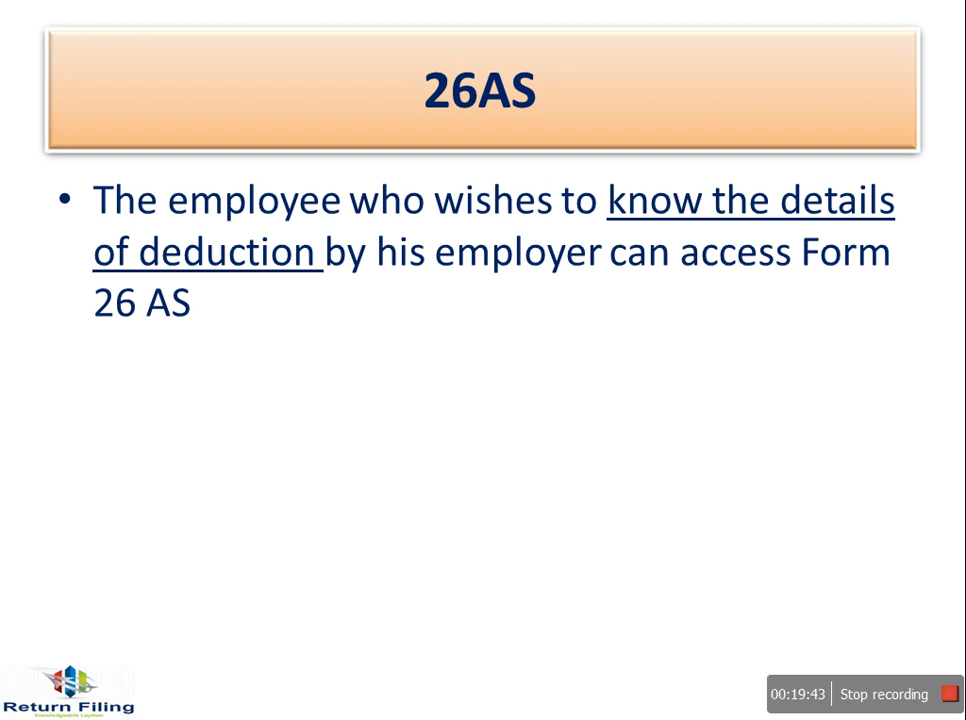 26AS
• The employee who wishes to know the details
of deduction by his employer can access Form
26 AS
Return Filing
Knowledgeable Layman
00:19:43 Stop recording